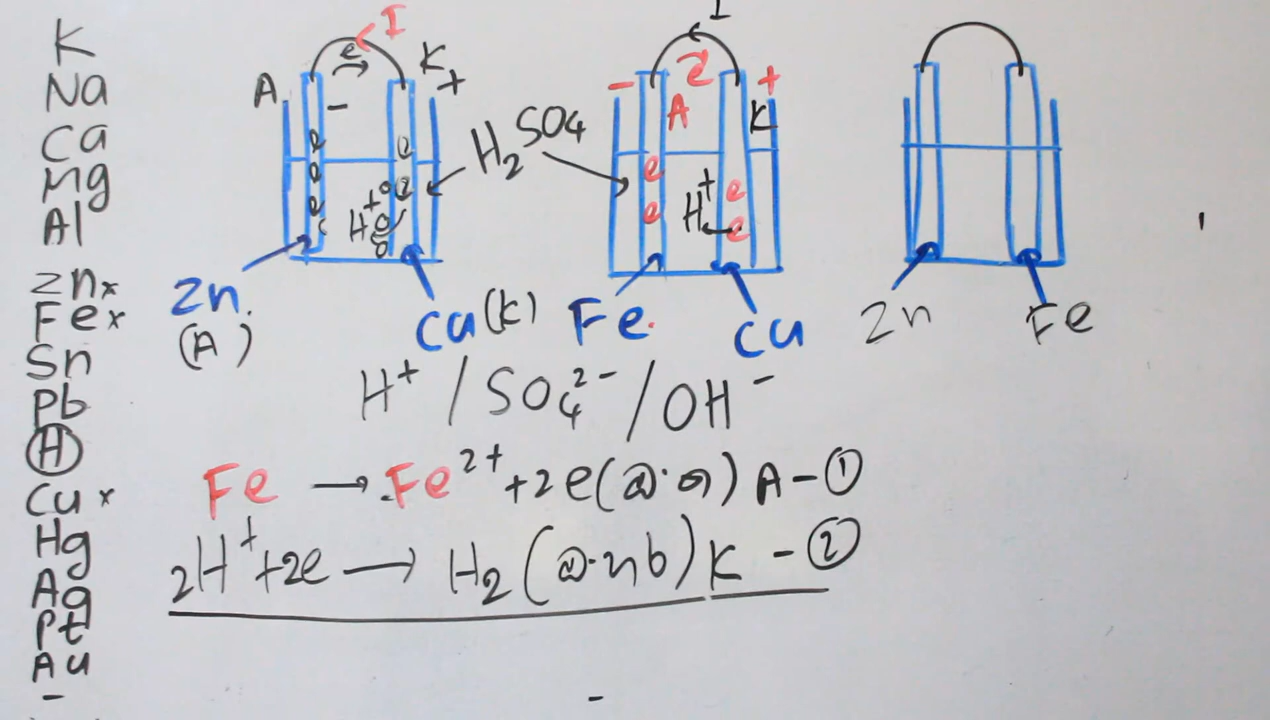 K
Na
Ca
Mg
Al
Zn x
Fe x
Sn
Pb
H
Cu x
Hg
Ag
Pt
Au
A
e
I
K
+
-
e
e
e
e
e
H+
Zn
(A)
Cu (K)
H2SO4
I
-
A
+
K
e
e
e
e
H+
Fe
Cu
Zn
Fe
H+ / SO4 2- / OH-
Fe → Fe2+ + 2e ( ) A - ①
2H+ + 2e → H2 ( ) K - ②